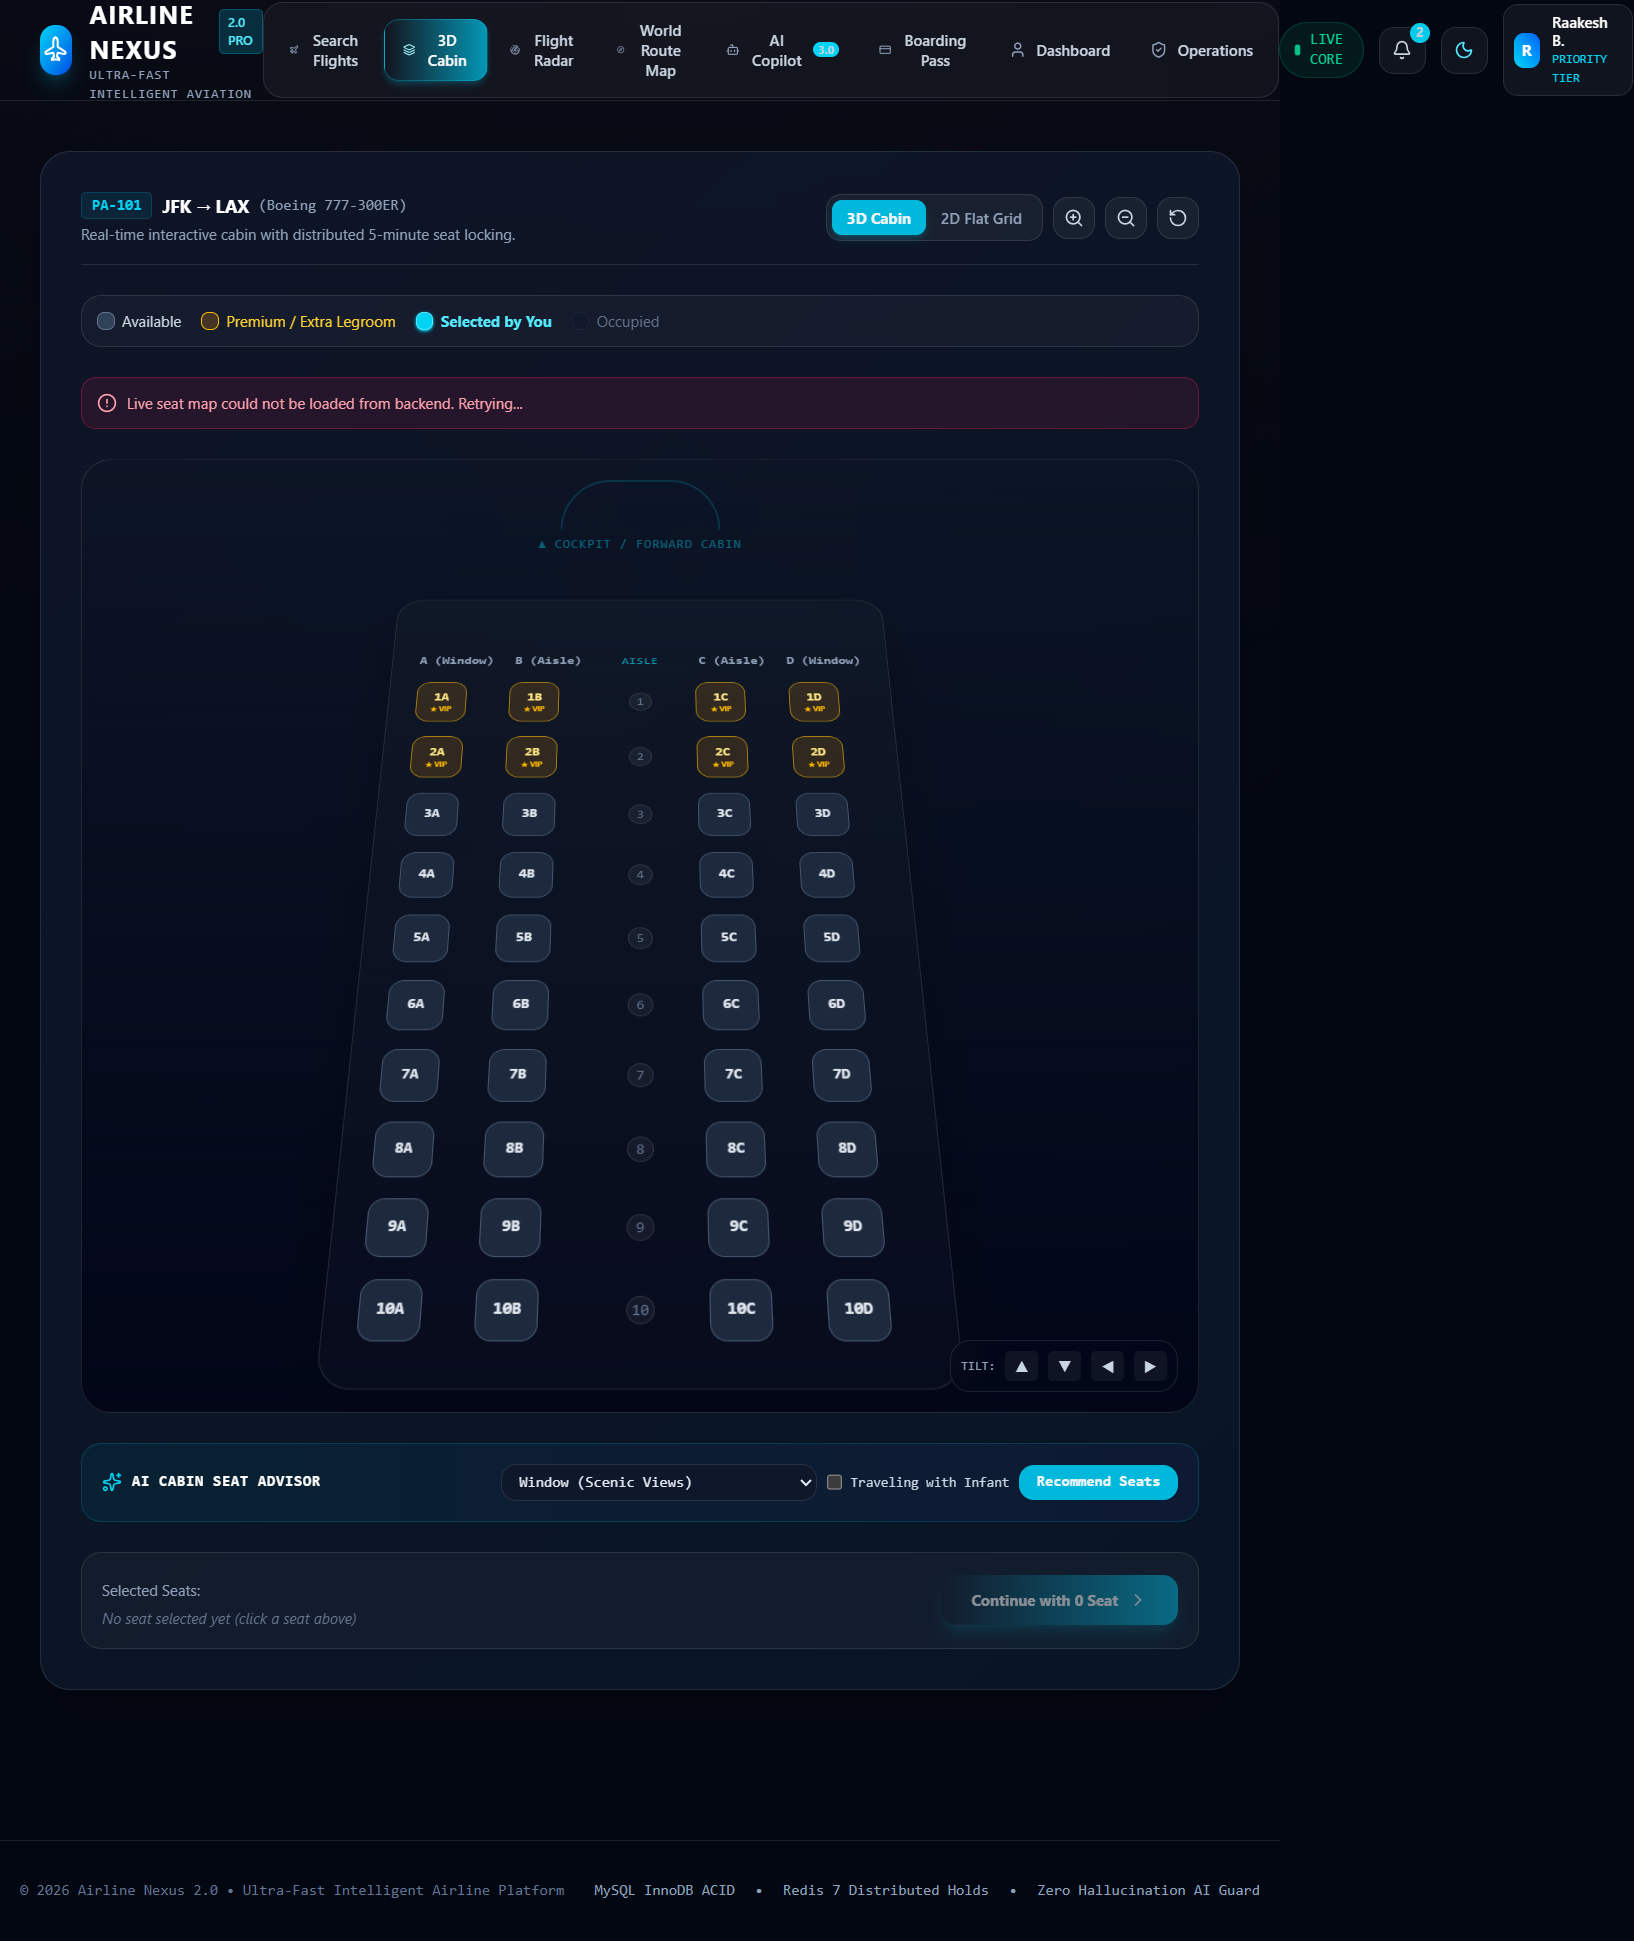 AIRLINE
NEXUS
2.0
PRO
ULTRA-FAST
INTELLIGENT AVIATION
Search
Flights
3D
Cabin
Flight
Radar
World
Route
Map
AI
Copilot
3.0
Boarding
Pass
Dashboard
Operations
LIVE
CORE
2
R
Raakesh
B.
PRIORITY
TIER
PA-101 JFK → LAX (Boeing 777-300ER)
Real-time interactive cabin with distributed 5-minute seat locking.
3D Cabin 2D Flat Grid
Available Premium / Extra Legroom Selected by You Occupied
Live seat map could not be loaded from backend. Retrying...
▲ COCKPIT / FORWARD CABIN
A (Window) B (Aisle) AISLE C (Aisle) D (Window)
1A 1B 1 1C 1D
★ VIP ★ VIP ★ VIP ★ VIP
2A 2B 2 2C 2D
★ VIP ★ VIP ★ VIP ★ VIP
3A 3B 3 3C 3D
4A 4B 4 4C 4D
5A 5B 5 5C 5D
6A 6B 6 6C 6D
7A 7B 7 7C 7D
8A 8B 8 8C 8D
9A 9B 9 9C 9D
10A 10B 10 10C 10D
TILT: ▲ ▼ ◀ ▶
AI CABIN SEAT ADVISOR
Window (Scenic Views)
Traveling with Infant
Recommend Seats
Selected Seats:
No seat selected yet (click a seat above)
Continue with 0 Seat
© 2026 Airline Nexus 2.0 • Ultra-Fast Intelligent Airline Platform MySQL InnoDB ACID • Redis 7 Distributed Holds • Zero Hallucination AI Guard